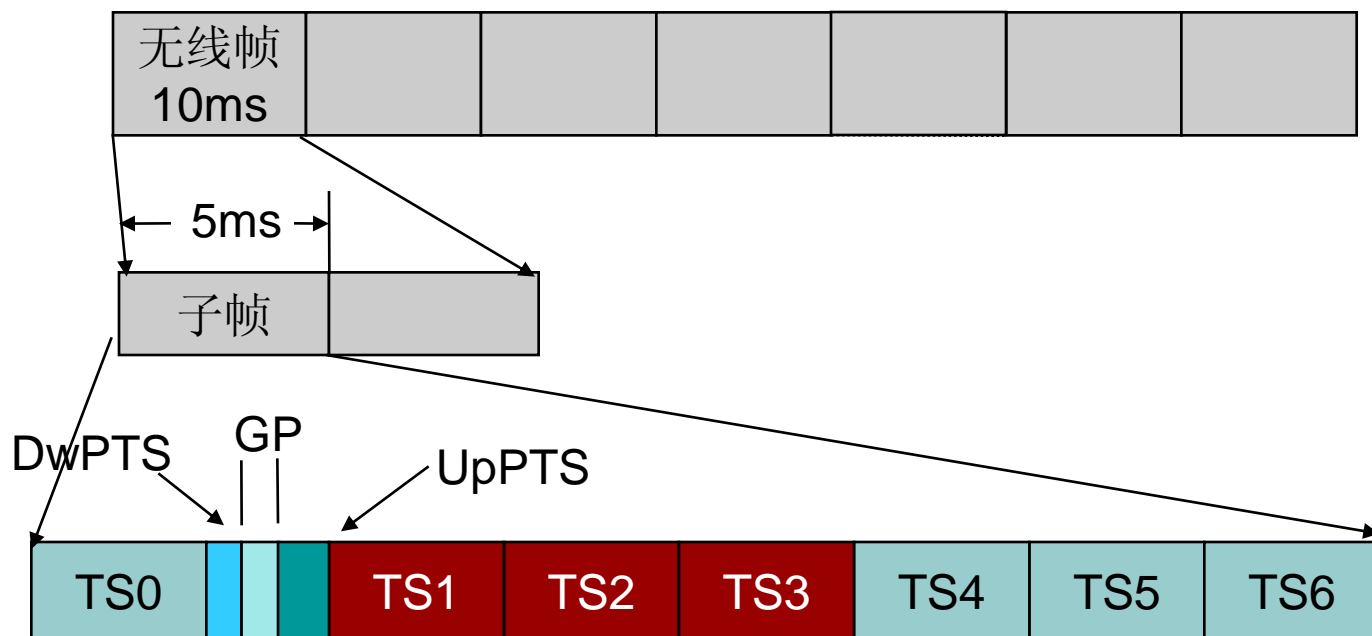 无线帧
10ms
5ms
子帧
GP
DwPTS
UpPTS
TS0
TS1
TS2
TS3
TS4
TS5
TS6